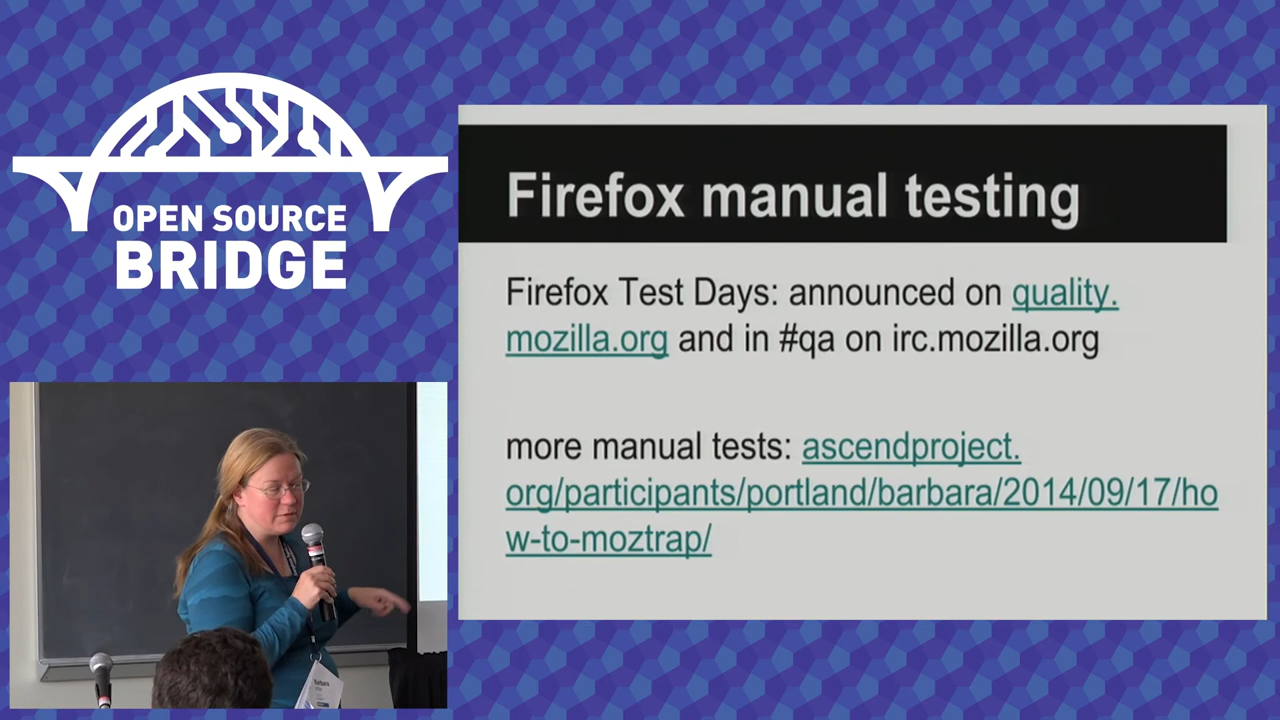 OPEN SOURCE
BRIDGE
Firefox manual testing
Firefox Test Days: announced on quality.
mozilla.org and in #qa on irc.mozilla.org
more manual tests: ascendproject.
org/participants/portland/barbara/2014/09/17/ho
w-to-moztrap/
Barbara